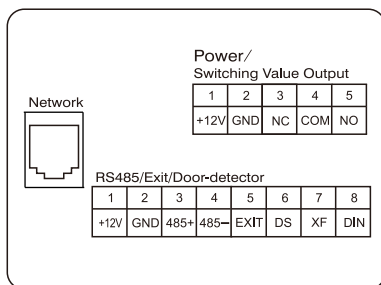 Power/
Switching Value Output
1 2 3 4 5
+12V GND NC COM NO
Network
RS485/Exit/Door-detector
1 2 3 4 5 6 7 8
+12V GND 485+ 485− EXIT DS XF DIN